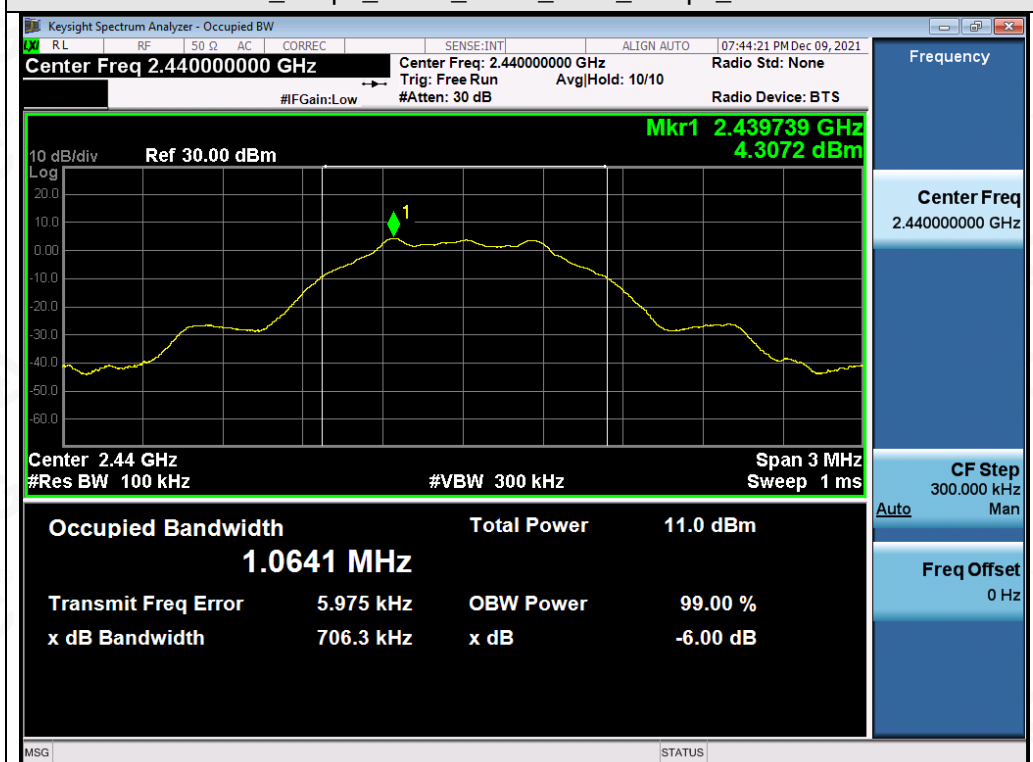 Keysight Spectrum Analyzer - Occupied BW
LXI RL RF 50 Ω AC CORREC SENSE:INT ALIGN AUTO 07:44:21 PM Dec 09, 2021
Center Freq 2.440000000 GHz
Center Freq: 2.440000000 GHz
Radio Std: None
Trig: Free Run Avg|Hold: 10/10
#IFGain:Low #Atten: 30 dB Radio Device: BTS
Mkr1 2.439739 GHz
4.3072 dBm
10 dB/div Ref 30.00 dBm
Log
20.0
10.0
0.00
-10.0
-20.0
-30.0
-40.0
-50.0
-60.0
1
Center 2.44 GHz Span 3 MHz
#Res BW 100 kHz #VBW 300 kHz Sweep 1 ms
Occupied Bandwidth Total Power 11.0 dBm
1.0641 MHz
Transmit Freq Error 5.975 kHz OBW Power 99.00 %
x dB Bandwidth 706.3 kHz x dB -6.00 dB
Frequency
Center Freq
2.440000000 GHz
CF Step
300.000 kHz
Auto Man
Freq Offset
0 Hz
MSG STATUS